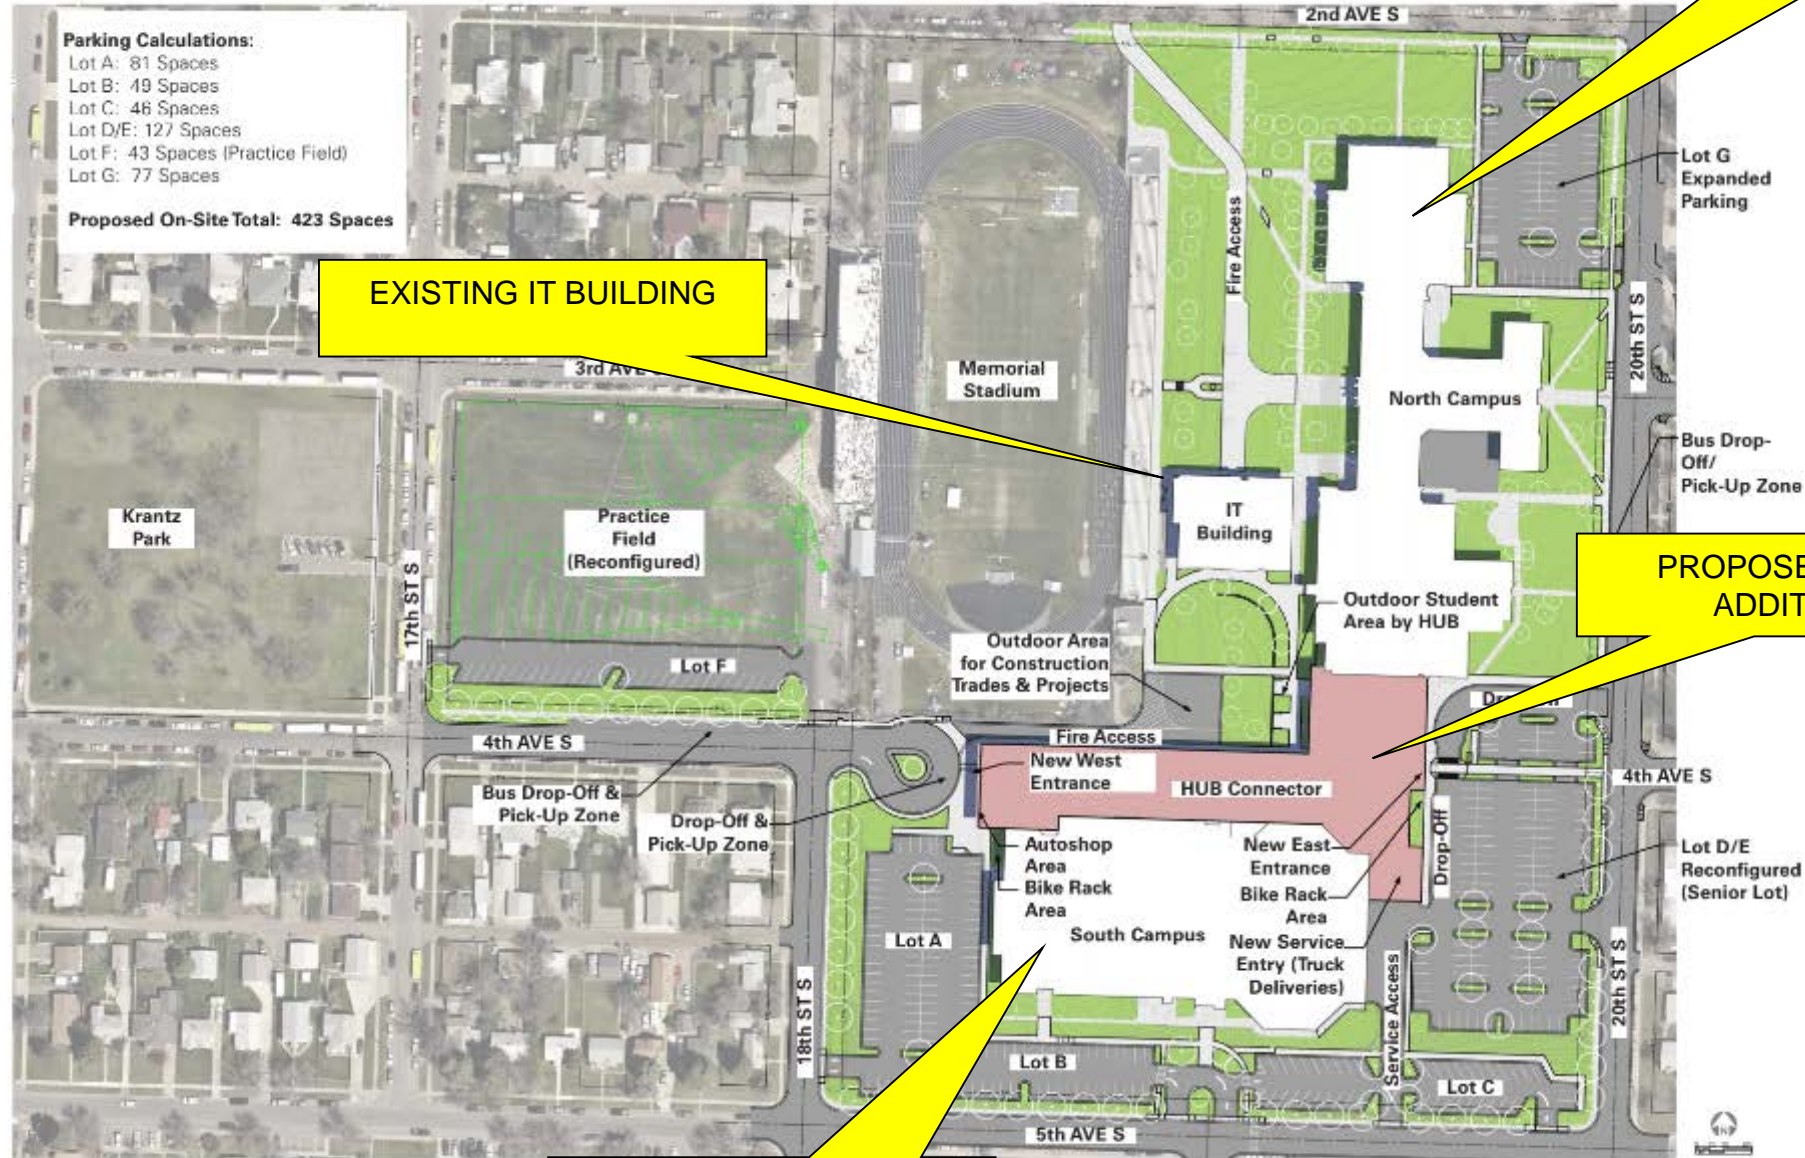 Parking Calculations:
Lot A: 81 Spaces
Lot B: 49 Spaces
Lot C: 46 Spaces
Lot D/E: 127 Spaces
Lot F: 43 Spaces (Practice Field)
Lot G: 77 Spaces
Proposed On-Site Total: 423 Spaces
2nd AVE S
Lot G
Expanded
Parking
Fire Access
20th ST S
EXISTING IT BUILDING
3rd AVE
Memorial
Stadium
North Campus
Bus Drop-
Off/
Pick-Up Zone
Krantz
Park
Practice
Field
(Reconfigured)
IT
Building
17th ST S
PROPOSE
ADDIT
Outdoor Student
Area by HUB
Outdoor Area
for Construction
Trades & Projects
Lot F
4th AVE S
Fire Access
New West
Entrance
HUB Connector
4th AVE S
Bus Drop-Off &
Pick-Up Zone
Drop-Off &
Pick-Up Zone
Autoshop
Area
Bike Rack
Area
New East
Entrance
Bike Rack
Area
Drop-Off
Lot D/E
Reconfigured
(Senior Lot)
Lot A
South Campus
New Service
Entry (Truck
Deliveries)
18th ST S
Service Access
20th ST S
Lot B
Lot C
5th AVE S